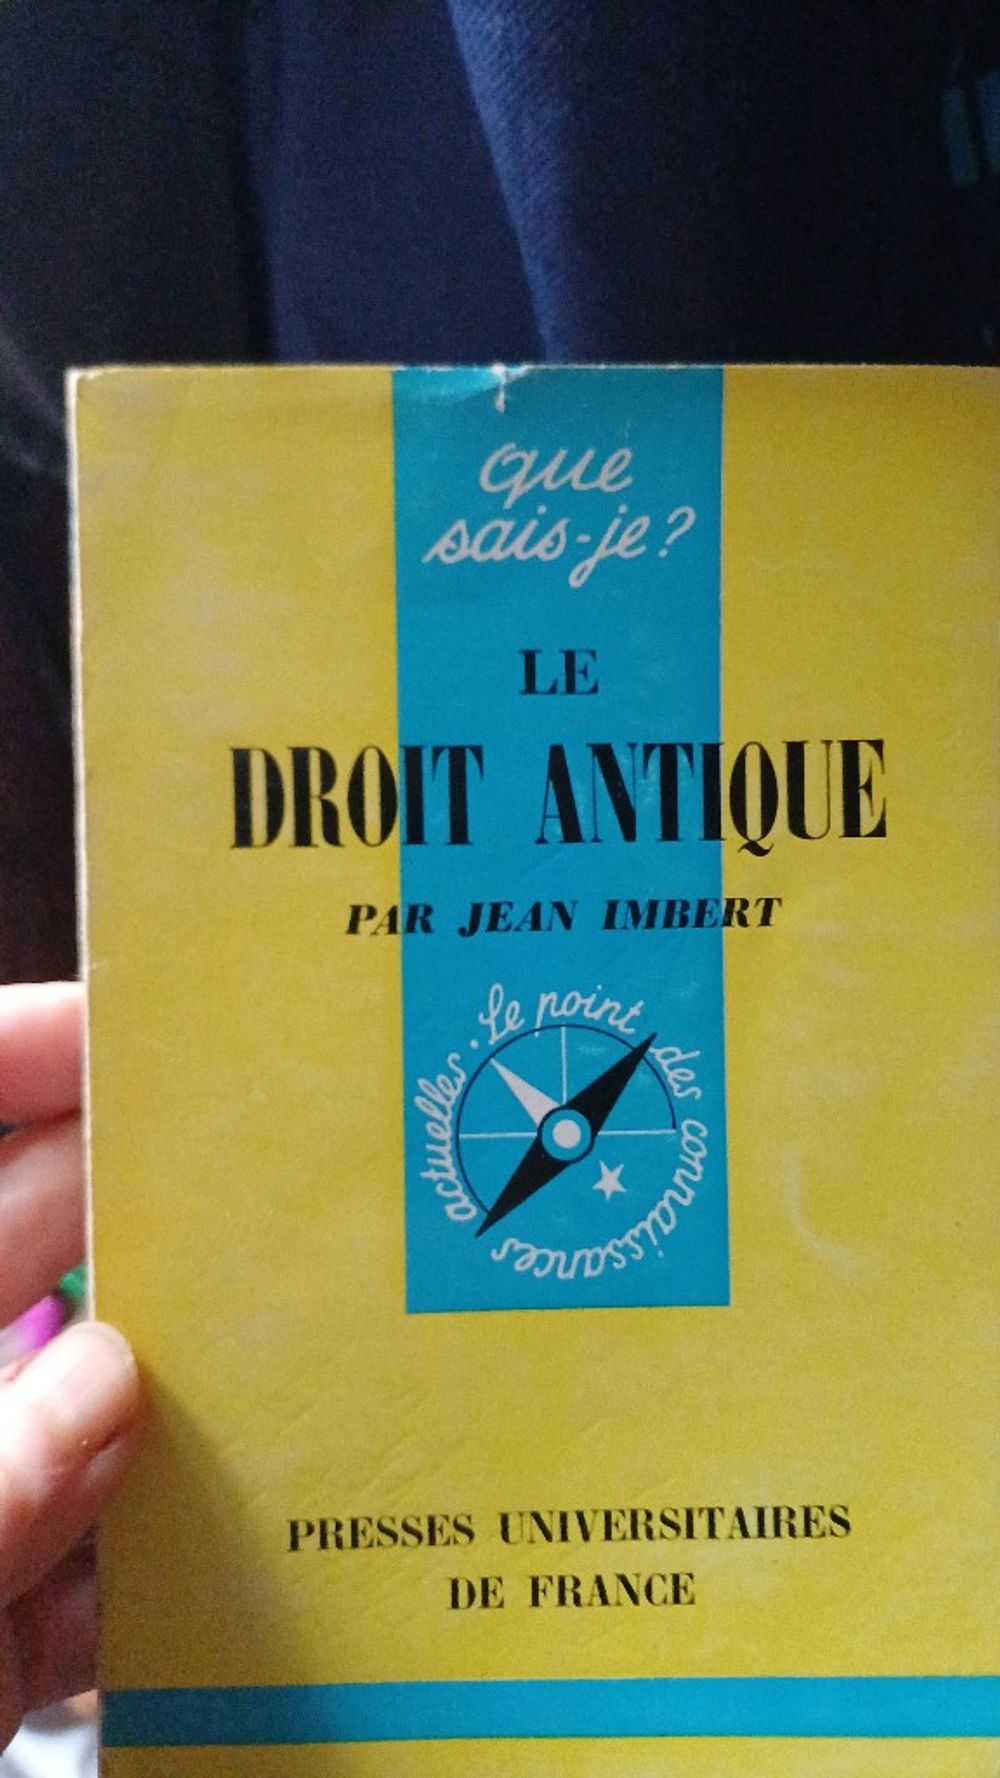 que
sais-je?
LE
DROIT ANTIQUE
PAR JEAN IMBERT
Le point des connaissances actuelles.
PRESSES UNIVERSITAIRES
DE FRANCE